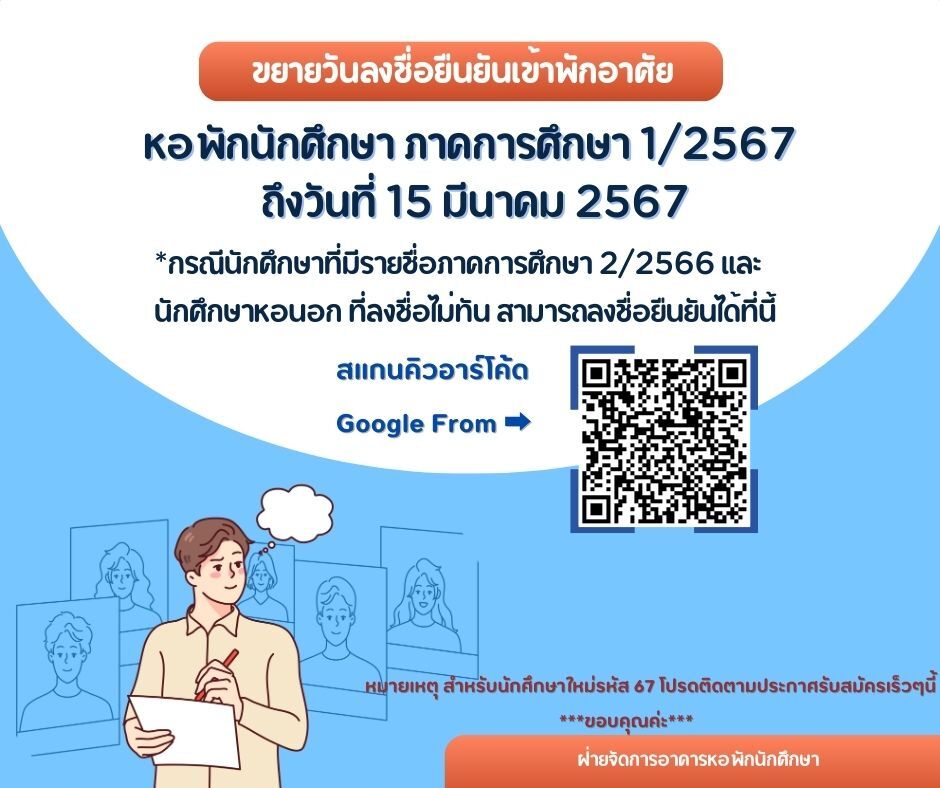 ขยายวันลงชื่อยืนยันเข้าพักอาศัย
หอพักนักศึกษา ภาคการศึกษา 1/2567
ถึงวันที่ 15 มีนาคม 2567
*กรณีนักศึกษาที่มีรายชื่อภาคการศึกษา 2/2566 และ
นักศึกษาหอนอก ที่ลงชื่อไม่ทัน สามารถลงชื่อยืนยันได้ที่นี้
สแกนคิวอาร์โค้ด
Google From ➡
หมายเหตุ สำหรับนักศึกษาใหม่รหัส 67 โปรดติดตามประกาศรับสมัครเร็วๆนี้
***ขอบคุณค่ะ***
ฝ่ายจัดการอาคารหอพักนักศึกษา